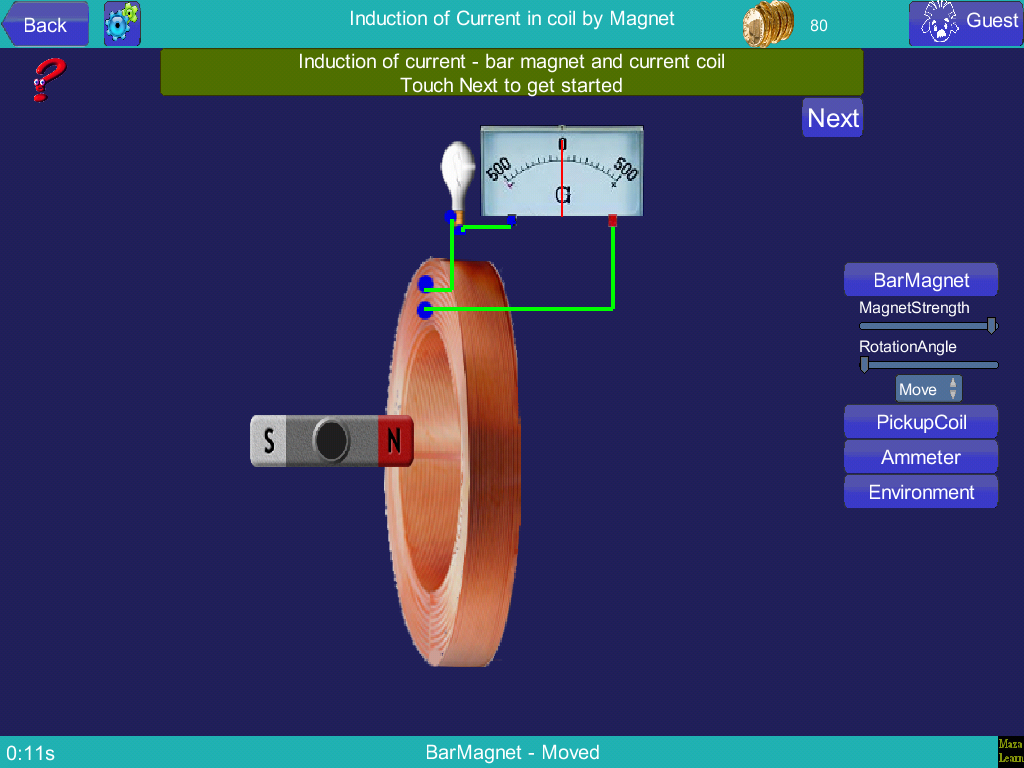 Back
Induction of Current in coil by Magnet
80
Guest
Induction of current - bar magnet and current coil
Touch Next to get started
Next
0
500
500
G
BarMagnet
MagnetStrength
RotationAngle
Move
S
N
PickupCoil
Ammeter
Environment
0:11s
BarMagnet - Moved
Maza
Learn